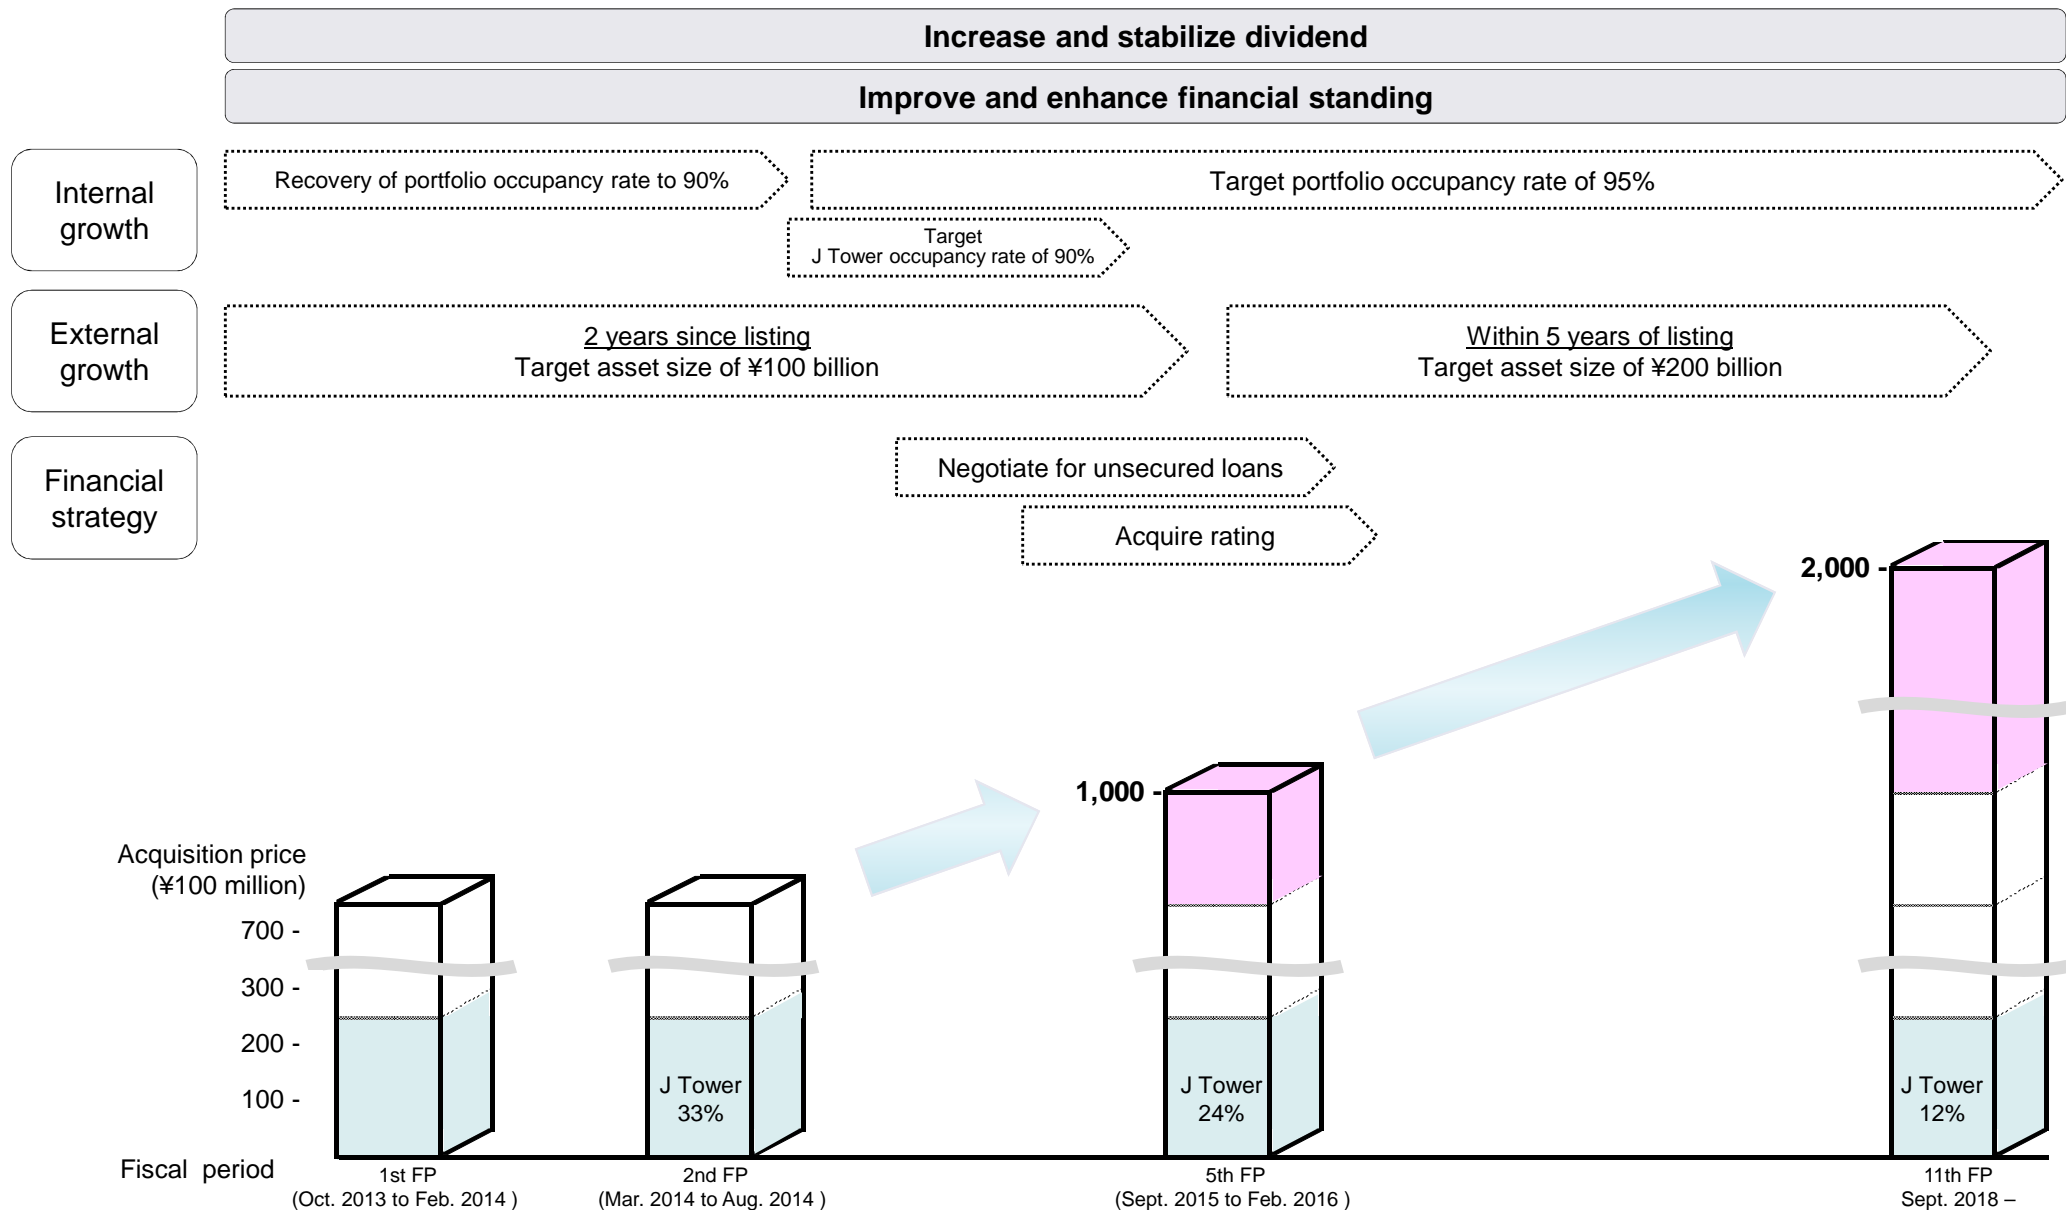 Increase and stabilize dividend
Improve and enhance financial standing
Internal
growth
Recovery of portfolio occupancy rate to 90%
Target portfolio occupancy rate of 95%
Target
J Tower occupancy rate of 90%
External
growth
2 years since listing
Target asset size of ¥100 billion
Within 5 years of listing
Target asset size of ¥200 billion
Financial
strategy
Negotiate for unsecured loans
Acquire rating
2,000 -
1,000 -
Acquisition price
(¥100 million)
700 -
300 -
200 -
100 -
J Tower
33%
J Tower
24%
J Tower
12%
Fiscal period
1st FP
(Oct. 2013 to Feb. 2014 )
2nd FP
(Mar. 2014 to Aug. 2014 )
5th FP
(Sept. 2015 to Feb. 2016 )
11th FP
Sept. 2018 –